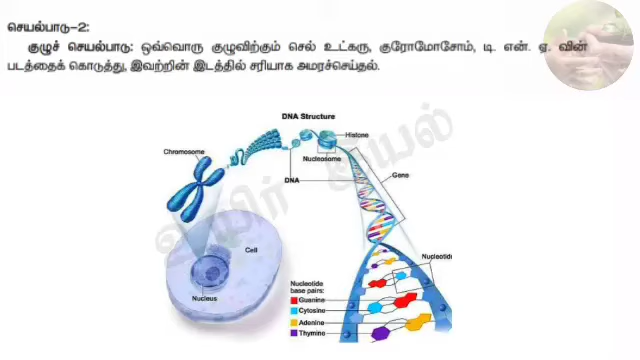 செயல்பாடு-2:
குழுச் செயல்பாடு: ஒவ்வொரு குழுவிற்கும் செல் உட்கரு, குரோமோசோம், டி. என். ஏ. வின்
படத்தைக் கொடுத்து, இவற்றின் இடத்தில் சரியாக அமரச்செய்தல்.
DNA Structure
Chromosome
Histone
Nucleosome
DNA
Gene
Cell
Nucleus
Nucleotide
Nucleotide
base pairs:
Guanine
Cytosine
Adenine
Thymine